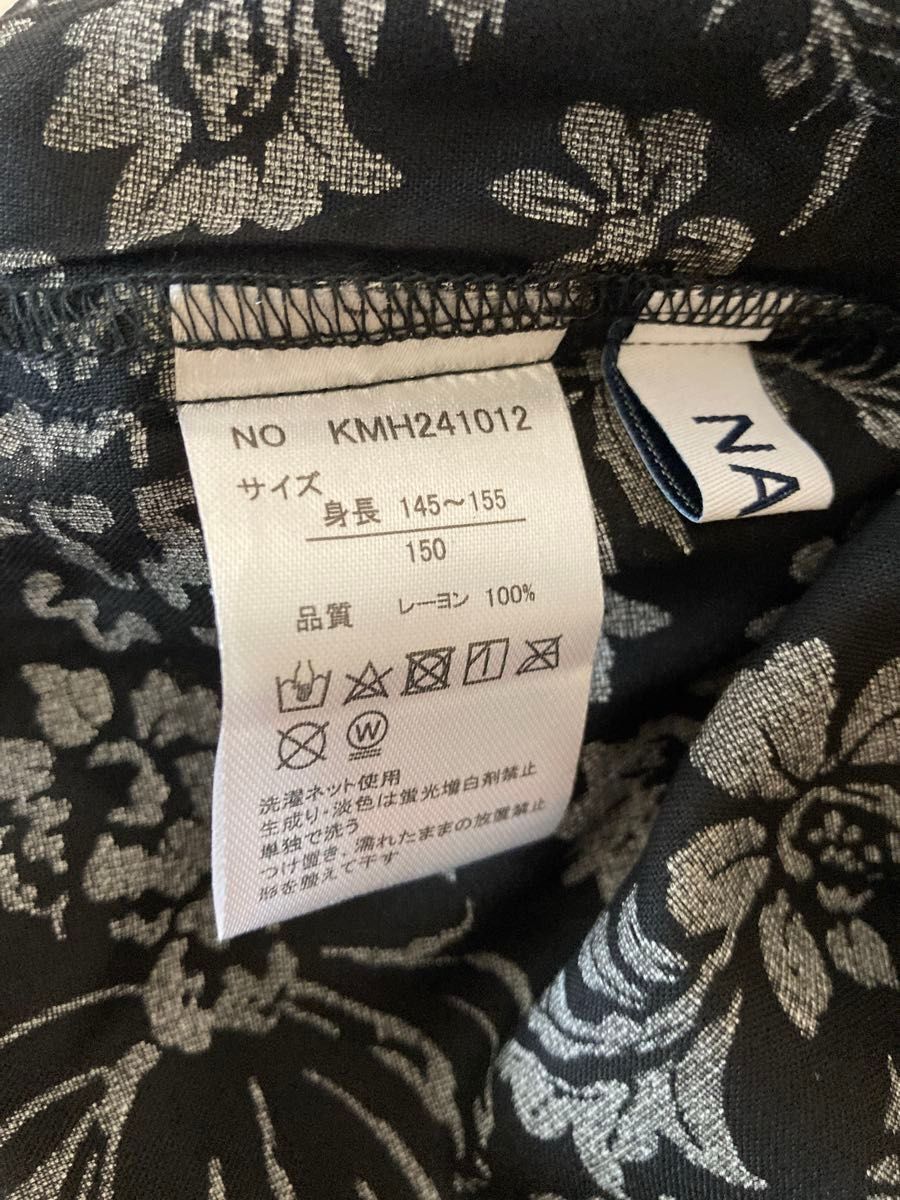 NO KMH241012
サイズ
身長 145～155
150
品質 レーヨン 100%
W
洗濯ネット使用
生成り・淡色は蛍光増白剤禁止
単独で洗う
つけ置き、濡れたままの放置禁止
形を整えて干す
NA